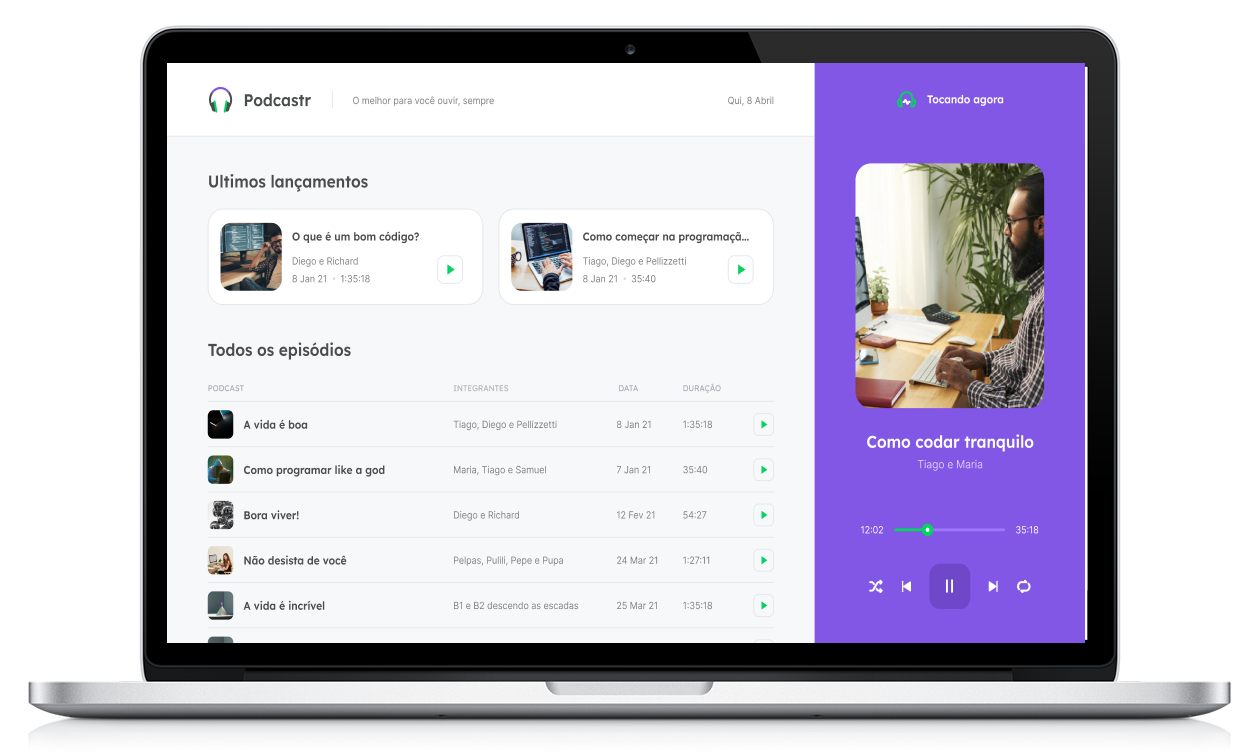 Podcastr
O melhor para você ouvir, sempre
Qui, 8 Abril
Ultimos lançamentos
O que é um bom código?
Diego e Richard
8 Jan 21 • 1:35:18
Como começar na programaçã...
Tiago, Diego e Pellizzetti
8 Jan 21 • 35:40
Todos os episódios
PODCAST INTEGRANTES DATA DURAÇÃO
A vida é boa Tiago, Diego e Pellizzetti 8 Jan 21 1:35:18
Como programar like a god Maria, Tiago e Samuel 7 Jan 21 35:40
Bora viver! Diego e Richard 12 Fev 21 54:27
Não desista de você Pelpas, Pulili, Pepe e Pupa 24 Mar 21 1:27:11
A vida é incrível B1 e B2 descendo as escadas 25 Mar 21 1:35:18
Tocando agora
Como codar tranquilo
Tiago e Maria
12:02 35:18